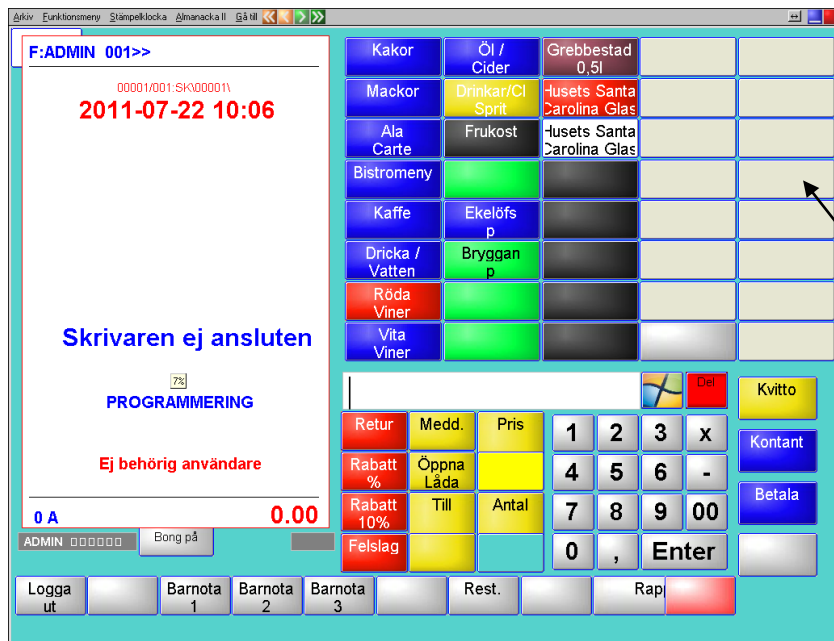 Arkiv Funktionsmeny Stämpelklocka Almanacka II Gå till
F:ADMIN 001>>
00001/001:SK\00001\
2011-07-22 10:06
Skrivaren ej ansluten
7%
PROGRAMMERING
Ej behörig användare
0 A 0.00
ADMIN
Bong på
Kakor
Öl /
Cider
Grebbestad
0,5l
Mackor
Drinkar/Cl
Sprit
Husets Santa
Carolina Glas
Ala
Carte
Frukost
Husets Santa
Carolina Glas
Bistromeny
Kaffe
Ekelöfs
p
Dricka /
Vatten
Bryggan
p
Röda
Viner
Vita
Viner
Del
Kvitto
Retur
Medd.
Pris
1 2 3 x
Kontant
Rabatt
%
Öppna
Låda
4 5 6 -
Betala
Rabatt
10%
Till
Antal
7 8 9 00
Felslag
0 , Enter
Logga
ut
Barnota
1
Barnota
2
Barnota
3
Rest.
Rap